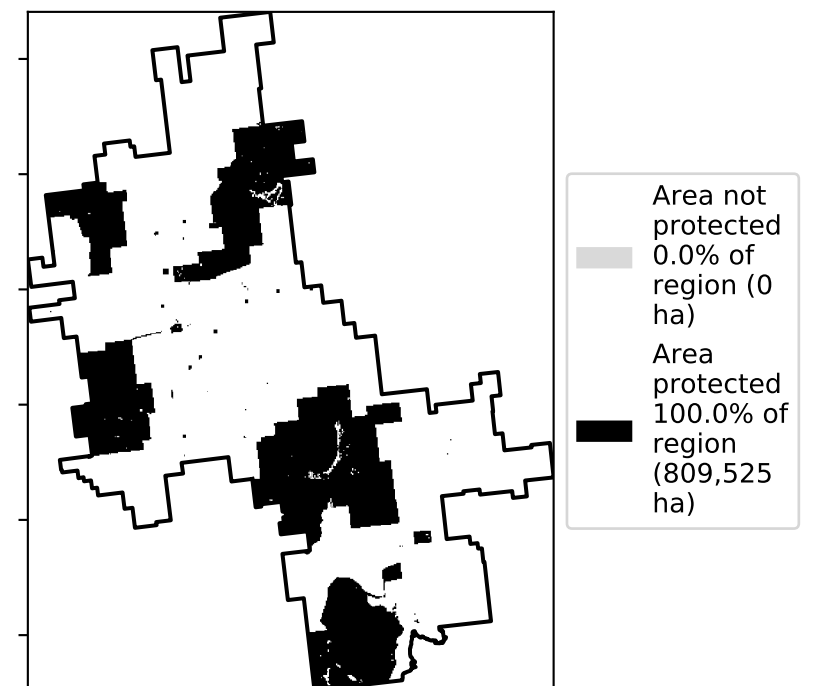 Area not
protected
0.0% of
region (0
ha)
Area
protected
100.0% of
region
(809,525
ha)